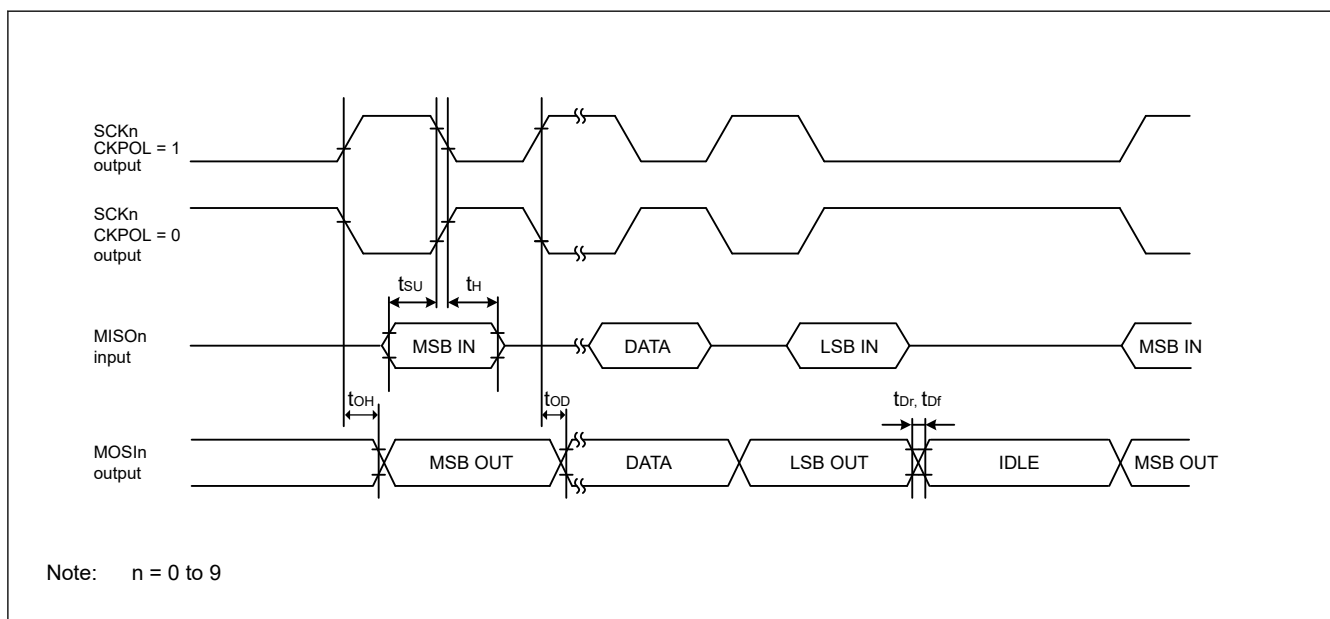 SCKn
CKPOL = 1
output
SCKn
CKPOL = 0
output
tSU
tH
MISOn
input
MSB IN
DATA
LSB IN
MSB IN
tOH
tOD
tDr, tDf
MOSIn
output
MSB OUT
DATA
LSB OUT
IDLE
MSB OUT
Note: n = 0 to 9